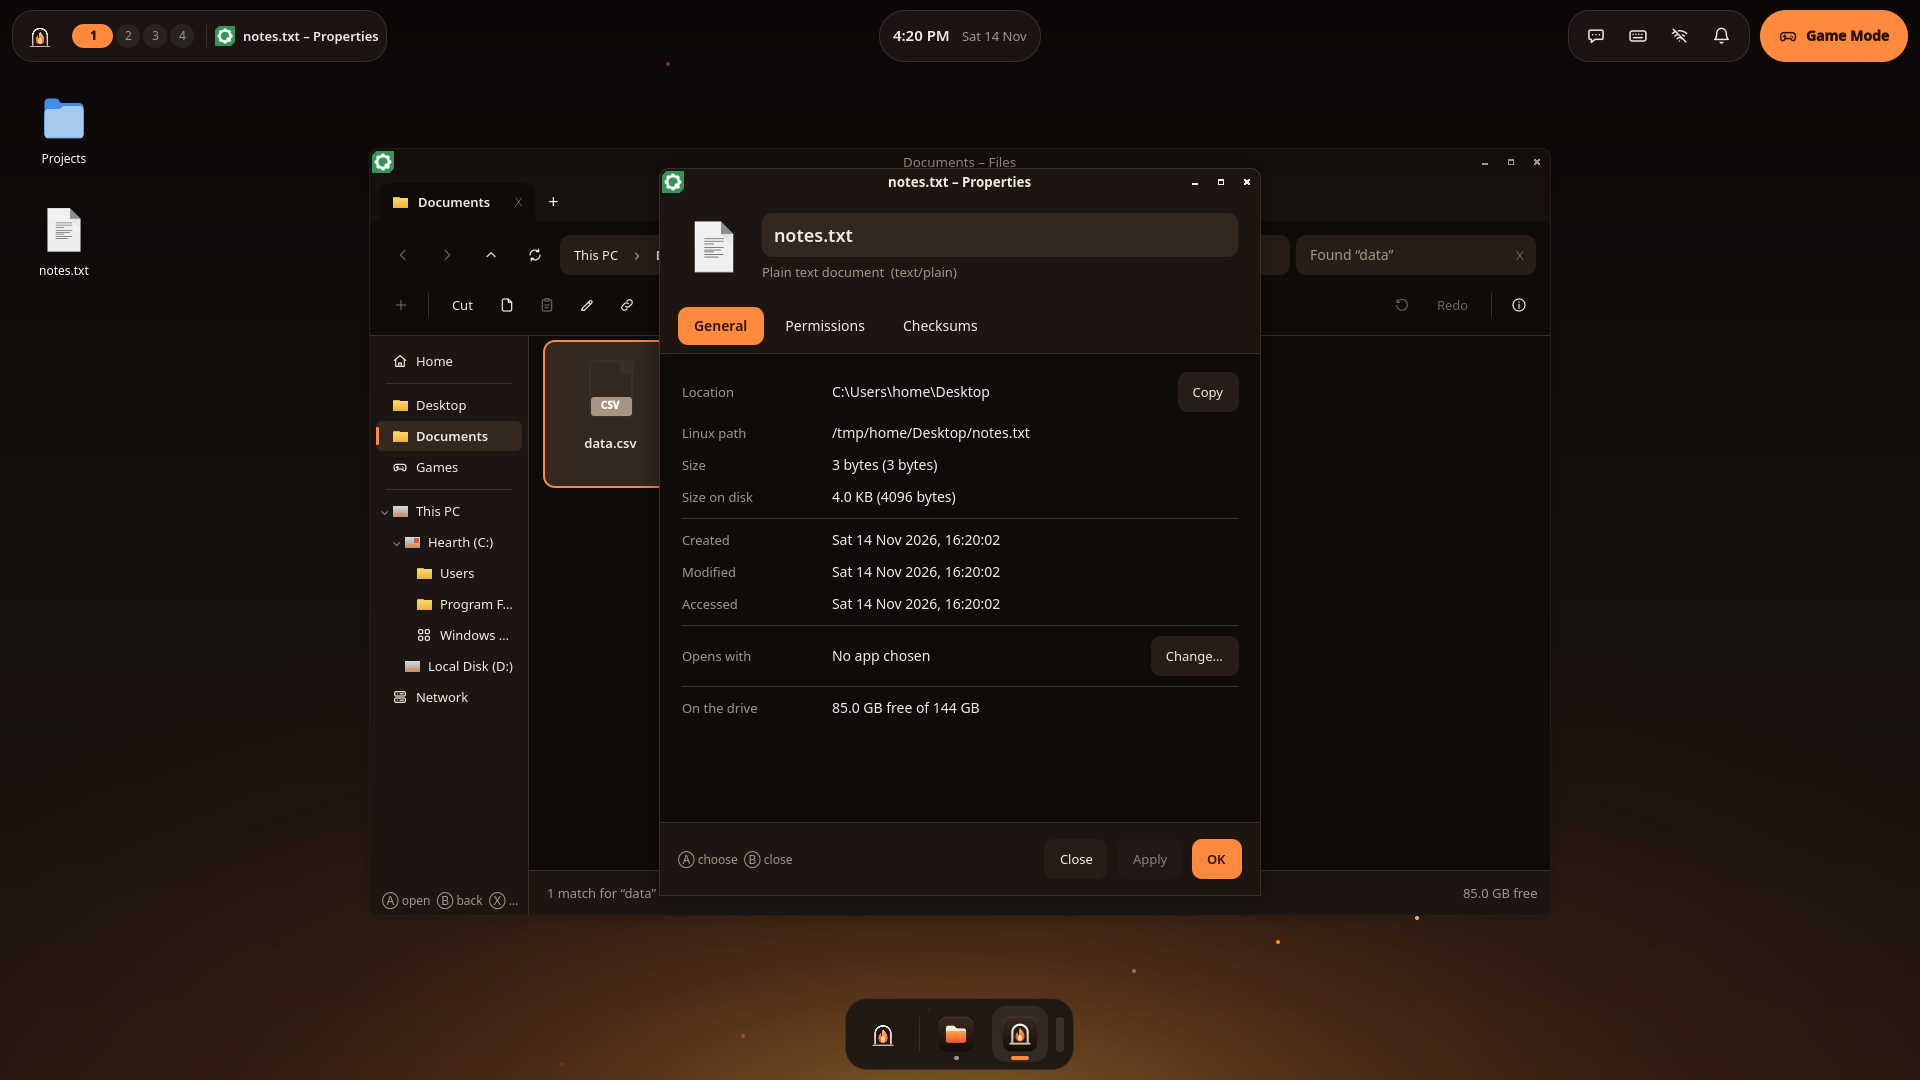 1 2 3 4 notes.txt – Properties
4:20 PM Sat 14 Nov
Game Mode
Projects
notes.txt
Documents – Files
Documents X +
This PC › D
Found “data” X
Cut
Redo
Home
Desktop
Documents
Games
This PC
Hearth (C:)
Users
Program F...
Windows ...
Local Disk (D:)
Network
A open B back X ...
CSV
data.csv
1 match for “data”
85.0 GB free
notes.txt – Properties
notes.txt
Plain text document (text/plain)
General Permissions Checksums
Location C:\Users\home\Desktop Copy
Linux path /tmp/home/Desktop/notes.txt
Size 3 bytes (3 bytes)
Size on disk 4.0 KB (4096 bytes)
Created Sat 14 Nov 2026, 16:20:02
Modified Sat 14 Nov 2026, 16:20:02
Accessed Sat 14 Nov 2026, 16:20:02
Opens with No app chosen Change...
On the drive 85.0 GB free of 144 GB
A choose B close Close Apply OK